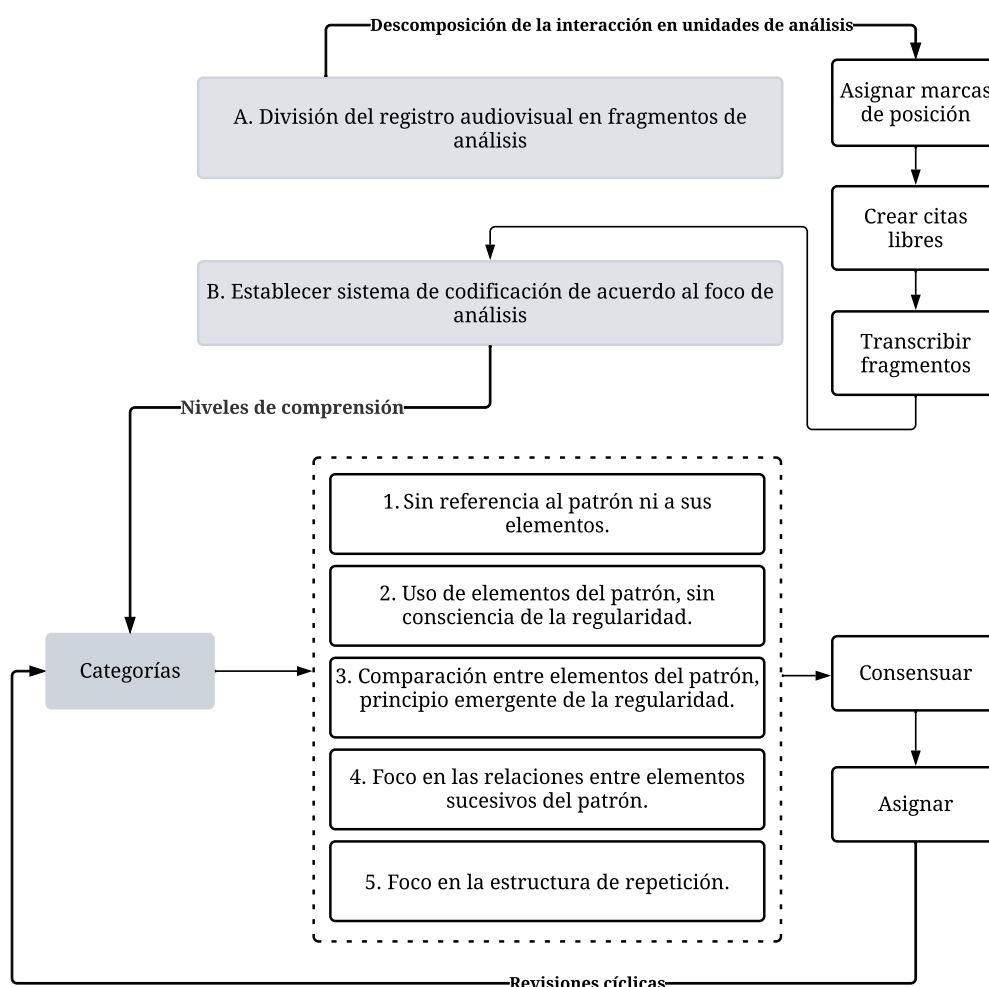 Descomposición de la interacción en unidades de análisis
A. División del registro audiovisual en fragmentos de
análisis
Asignar marcas
de posición
Crear citas
libres
B. Establecer sistema de codificación de acuerdo al foco de
análisis
Transcribir
fragmentos
Niveles de comprensión
1. Sin referencia al patrón ni a sus
elementos.
2. Uso de elementos del patrón, sin
consciencia de la regularidad.
Categorías
3. Comparación entre elementos del patrón,
principio emergente de la regularidad.
Consensuar
4. Foco en las relaciones entre elementos
sucesivos del patrón.
Asignar
5. Foco en la estructura de repetición.
Revisiones cíclicas